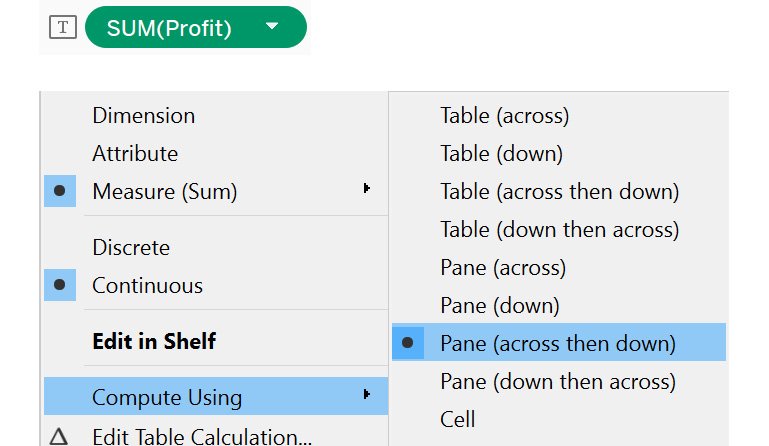 T SUM(Profit)
Dimension
Attribute
Measure (Sum)
Discrete
Continuous
Edit in Shelf
Compute Using
Edit Table Calculation...
Table (across)
Table (down)
Table (across then down)
Table (down then across)
Pane (across)
Pane (down)
Pane (across then down)
Pane (down then across)
Cell